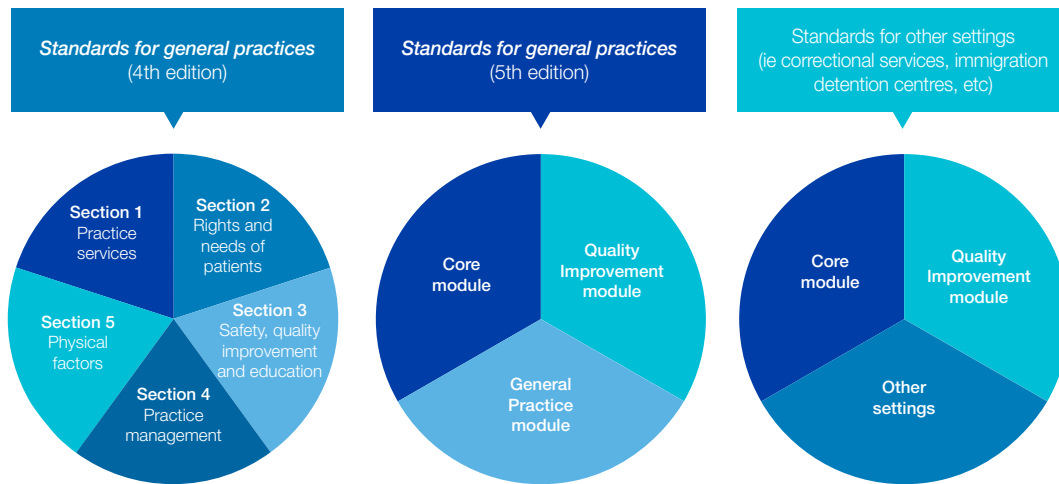 Standards for general practices
(4th edition)
Standards for general practices
(5th edition)
Standards for other settings
(ie correctional services, immigration
detention centres, etc)
Section 1
Practice
services
Section 2
Rights and
needs of
patients
Section 3
Safety, quality
improvement
and education
Section 4
Practice
management
Section 5
Physical
factors
Core
module
Quality
Improvement
module
General
Practice
module
Core
module
Quality
Improvement
module
Other
settings